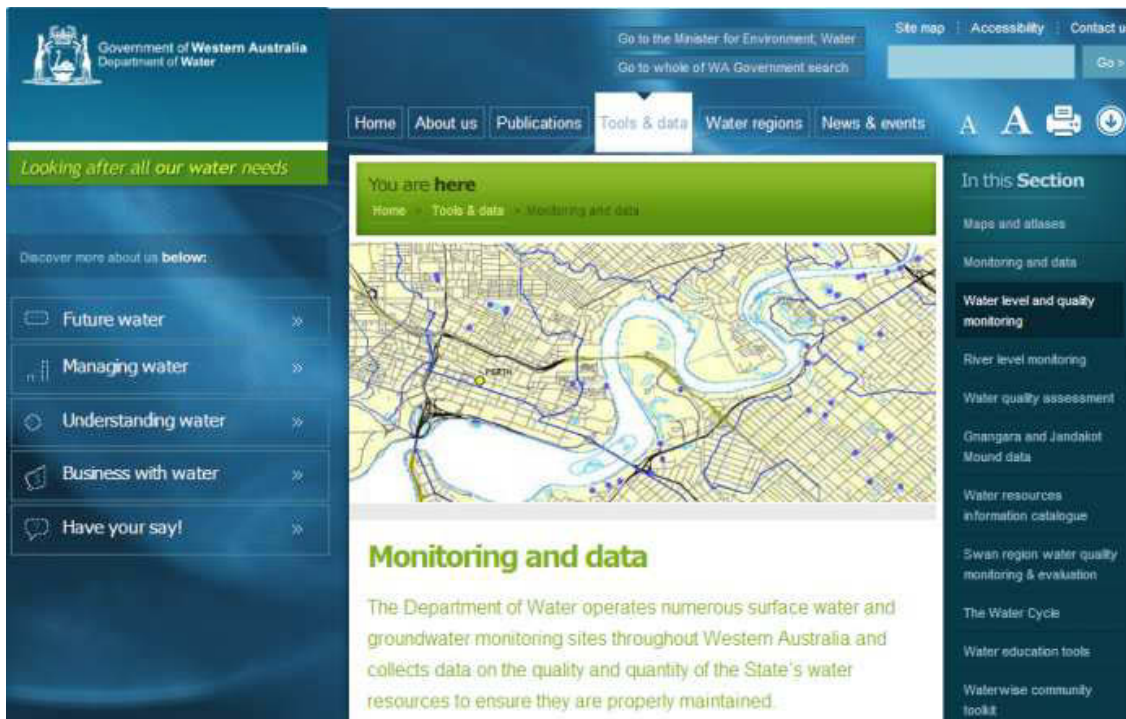 Government of Western Australia
Department of Water
Go to the Minister for Environment; Water
Go to whole of WA Government search
Site map
Accessibility
Contact u
Go >
Home
About us
Publications
Tools & data
Water regions
News & events
A
A
Looking after all our water needs
Discover more about us below:
Future water »
Managing water »
Understanding water »
Business with water »
Have your say! »
You are here
Home > Tools & data > Monitoring and data
PERTH
Monitoring and data
The Department of Water operates numerous surface water and
groundwater monitoring sites throughout Western Australia and
collects data on the quality and quantity of the State's water
resources to ensure they are properly maintained.
In this Section
Maps and atlases
Monitoring and data
Water level and quality
monitoring
River level monitoring
Water quality assessment
Gnangara and Jandakot
Mound data
Water resources
information catalogue
Swan region water quality
monitoring & evaluation
The Water Cycle
Water education tools
Waterwise community
toolkit